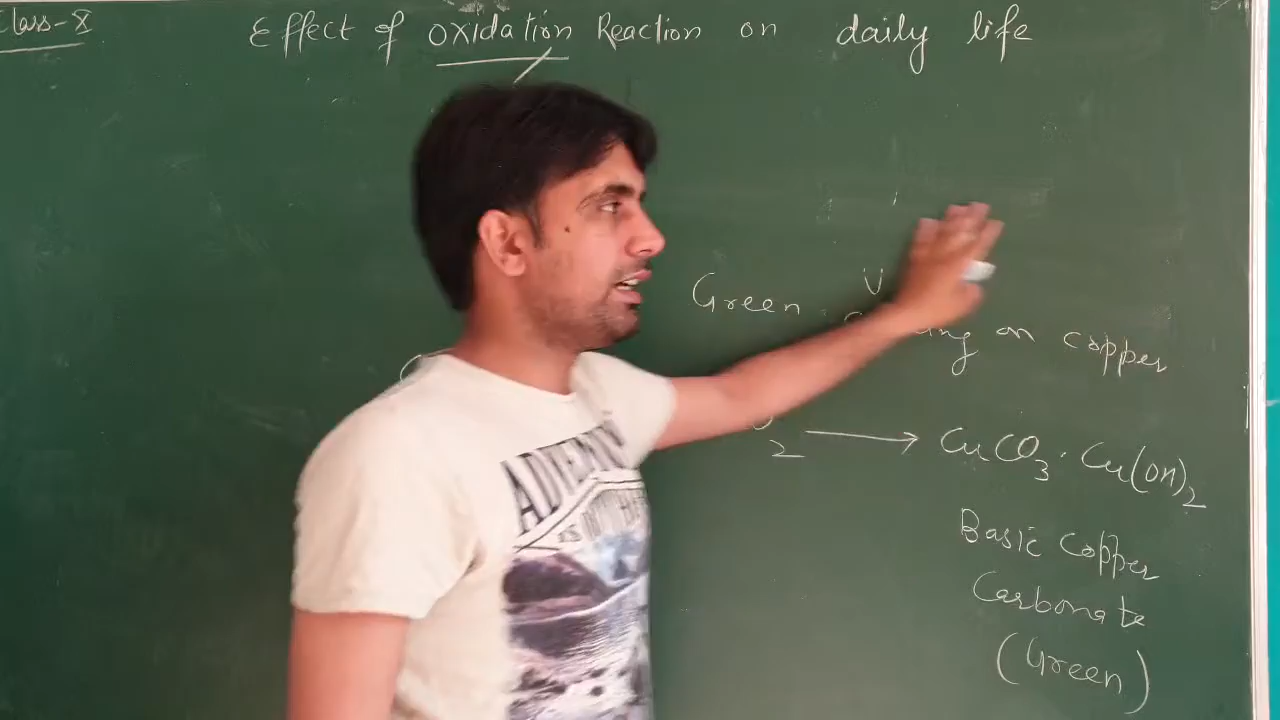 Class-X
Effect of oxidation Reaction on daily life
Green on copper
2 → CuCO3·Cu(OH)2
Basic Copper
Carbonate
(Green)